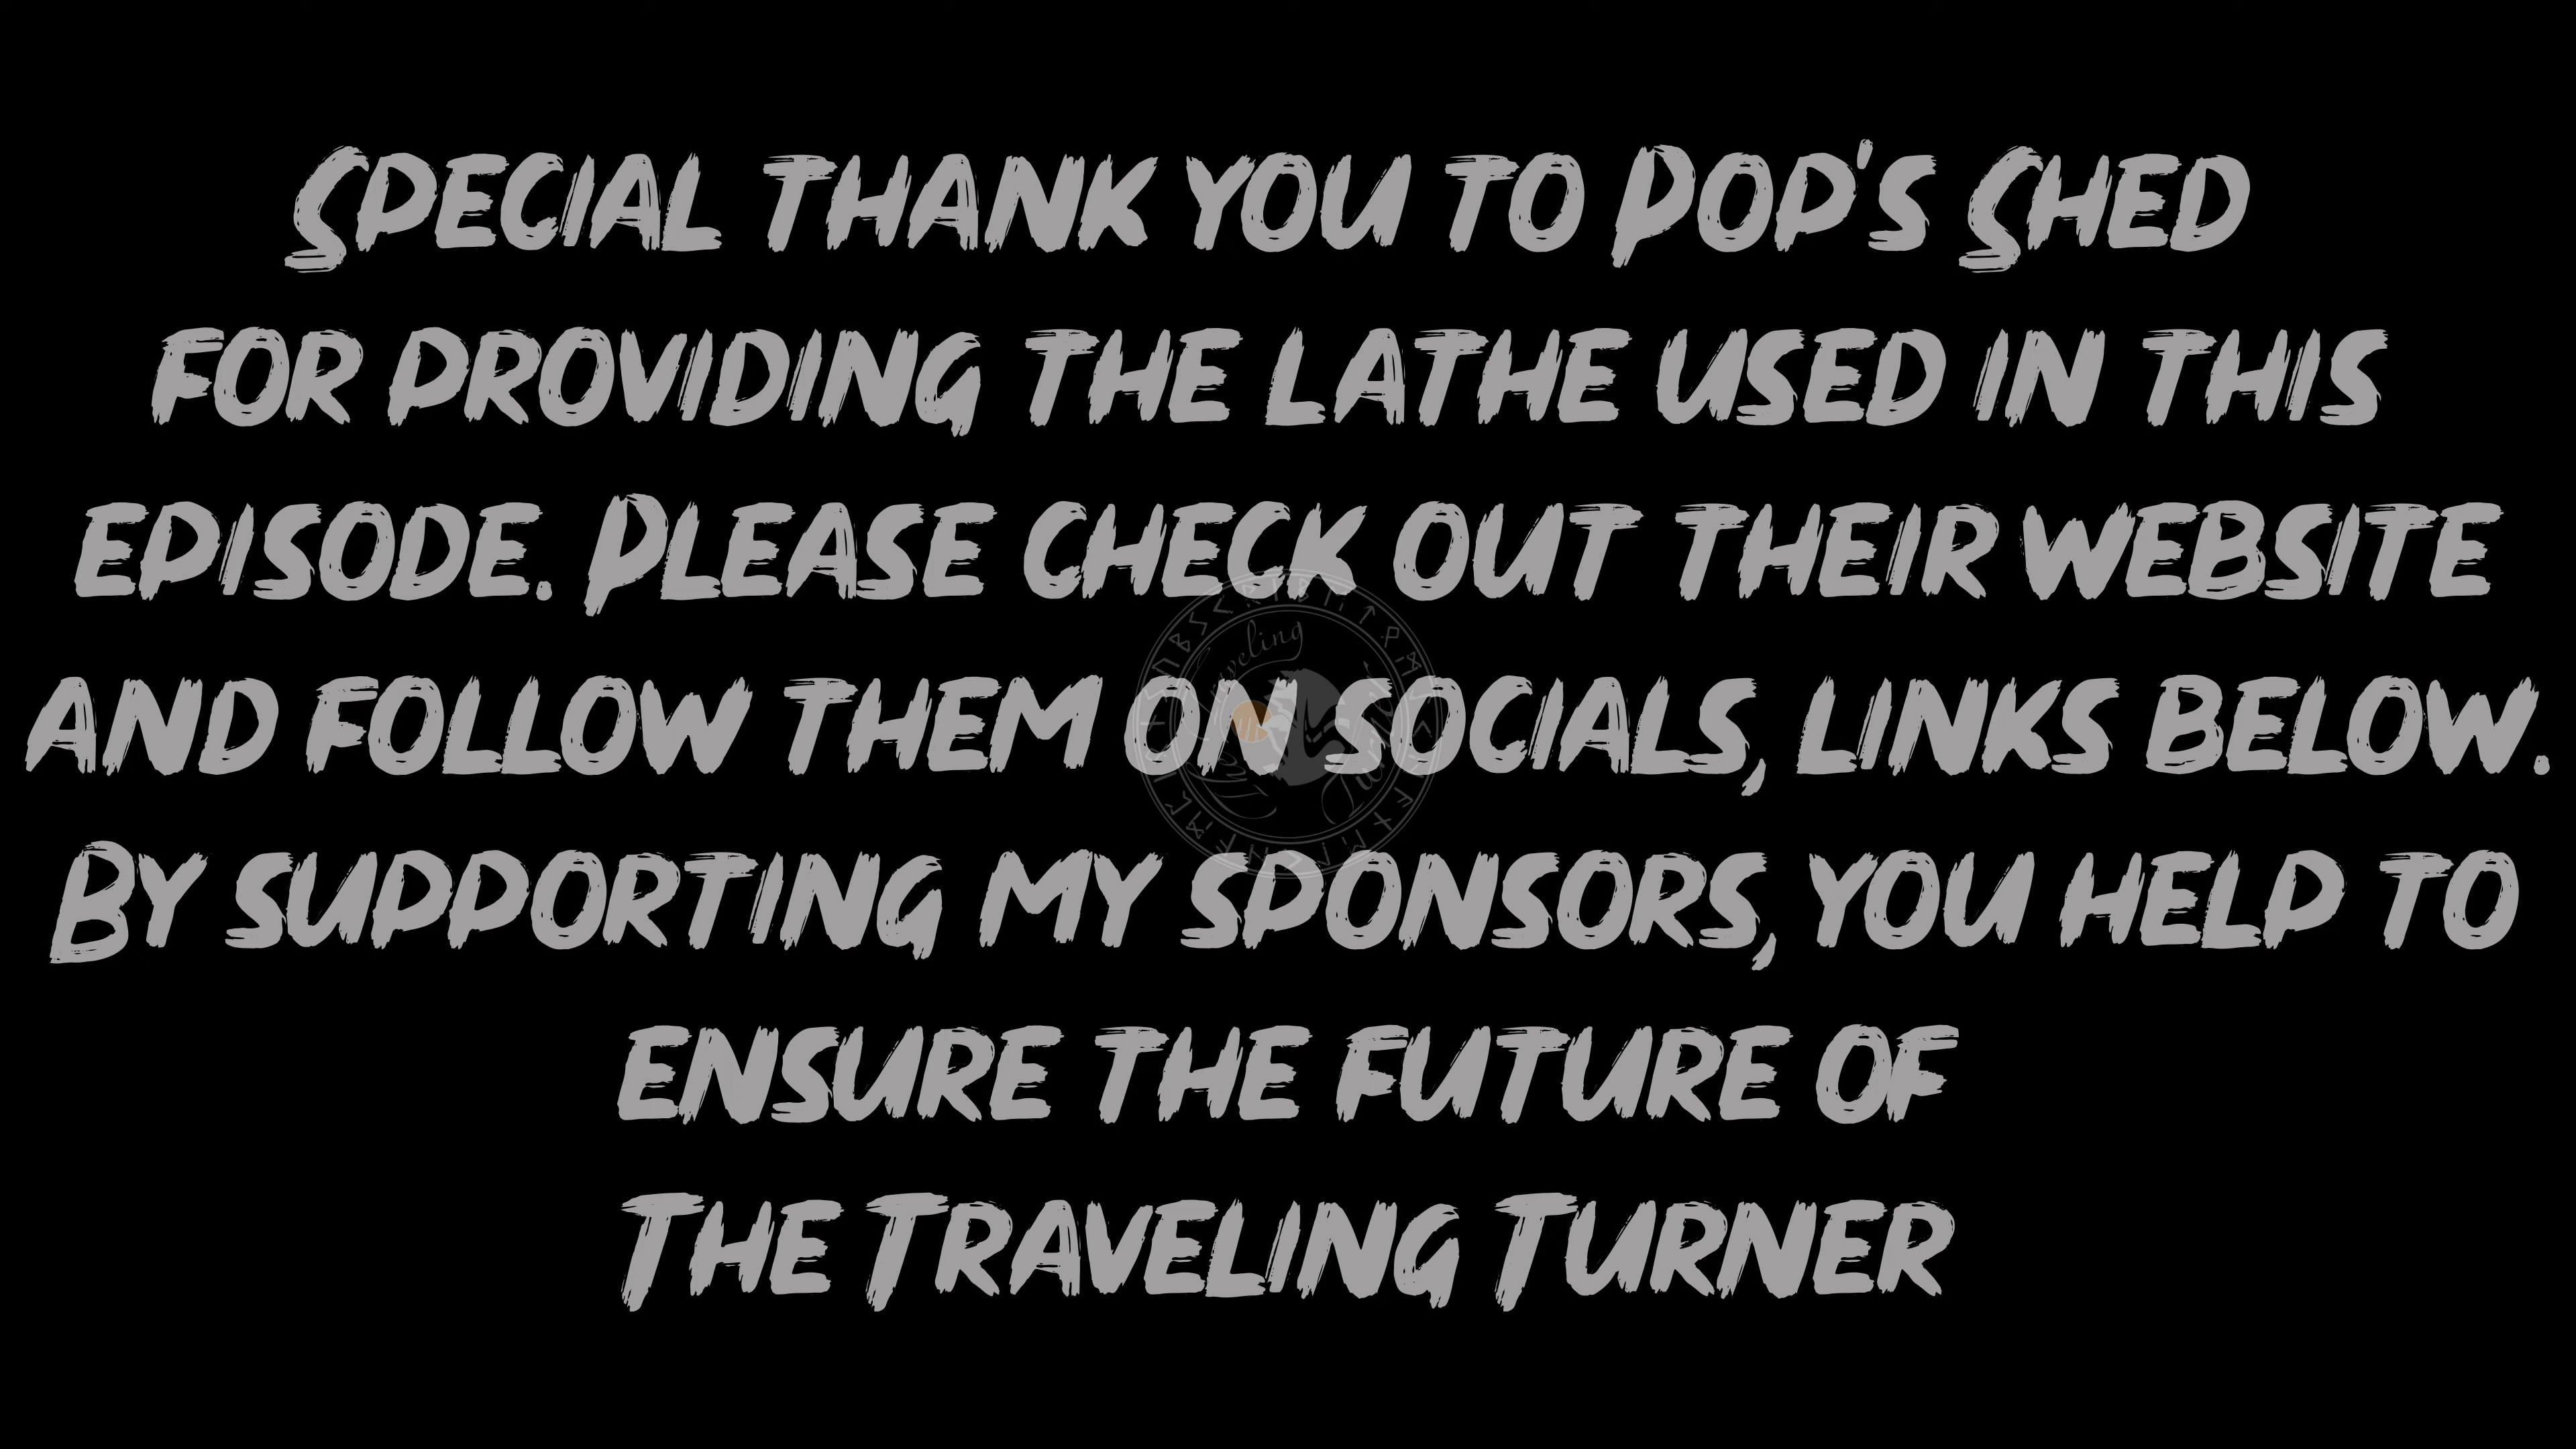 Special thank you to Pop's Shed
for providing the lathe used in this
episode. Please check out their website
and follow them on socials, links below.
By supporting my sponsors, you help to
ensure the future of
The Traveling Turner
Traveling
Turner